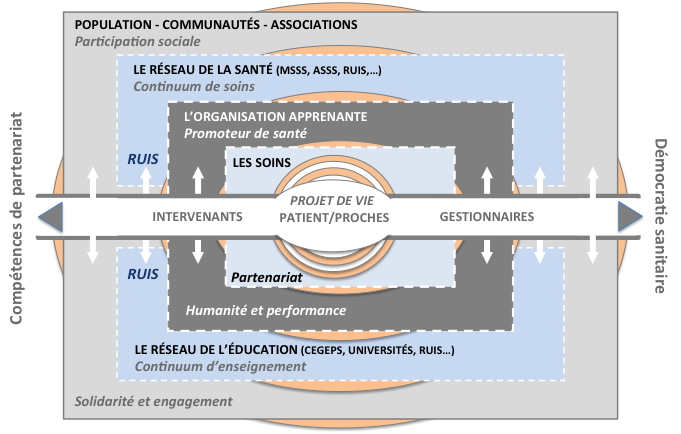 POPULATION - COMMUNAUTÉS - ASSOCIATIONS
Participation sociale
LE RÉSEAU DE LA SANTÉ (MSSS, ASSS, RUIS,...)
Continuum de soins
L'ORGANISATION APPRENANTE
Promoteur de santé
RUIS
LES SOINS
Compétences de partenariat
Démocratie sanitaire
PROJET DE VIE
INTERVENANTS
PATIENT/PROCHES
GESTIONNAIRES
RUIS
Partenariat
Humanité et performance
LE RÉSEAU DE L'ÉDUCATION (CEGEPS, UNIVERSITÉS, RUIS...)
Continuum d'enseignement
Solidarité et engagement